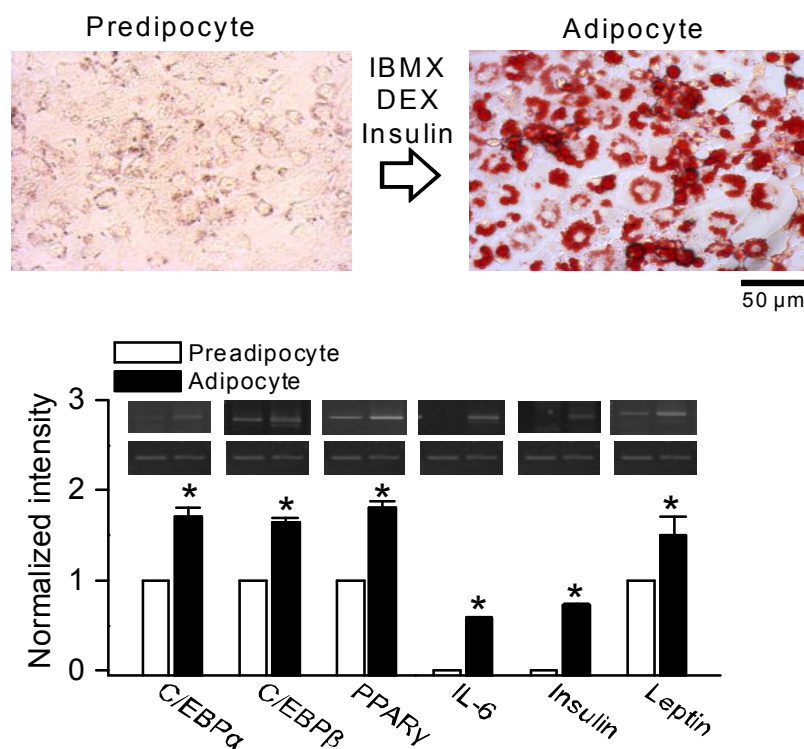 Predipocyte
IBMX
DEX
Insulin
Adipocyte
50 µm
Preadipocyte
Adipocyte
Normalized intensity
3
2
1
0
*
*
*
*
*
*
C/EBPα
C/EBPβ
PPARγ
IL-6
Insulin
Leptin